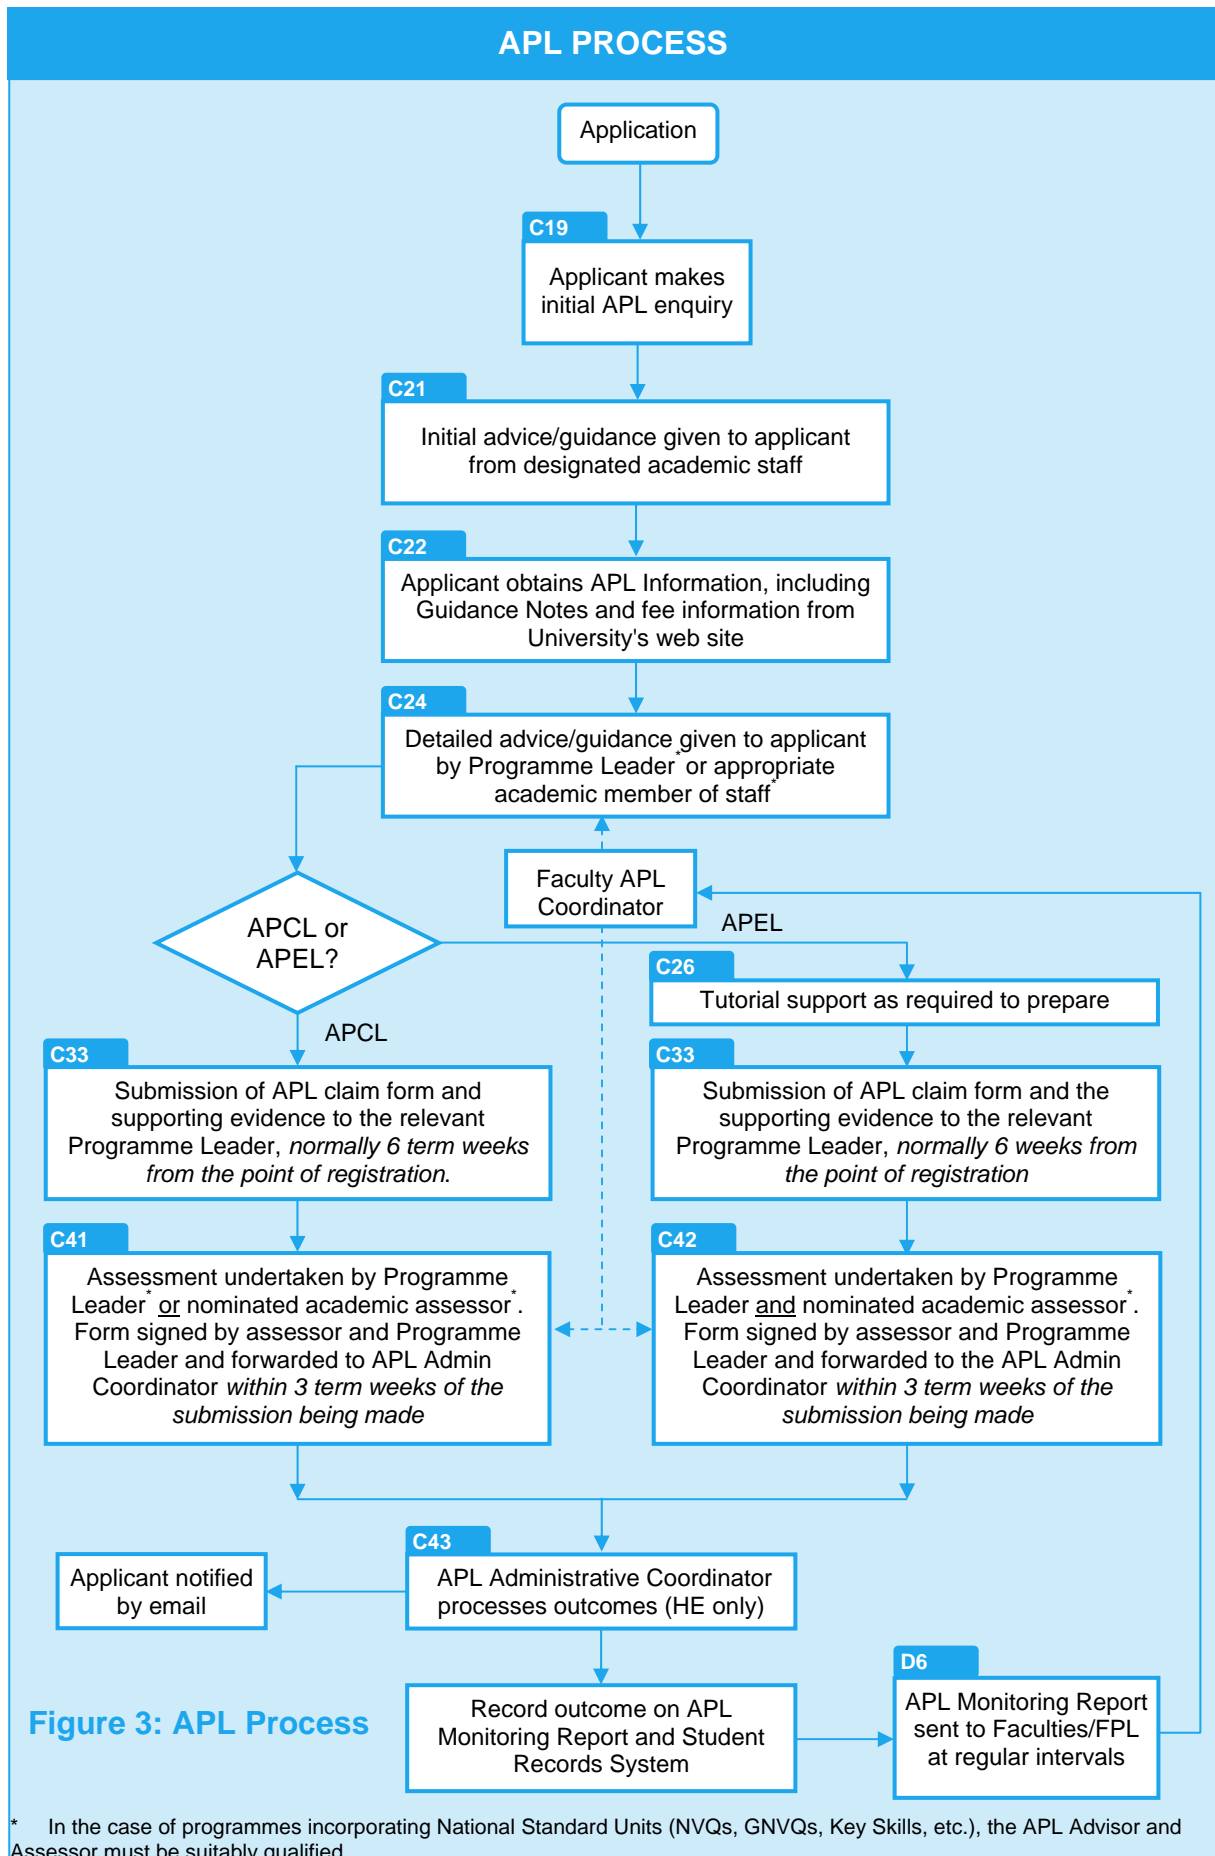 APL PROCESS
Application
C19
Applicant makes
initial APL enquiry
C21
Initial advice/guidance given to applicant
from designated academic staff
C22
Applicant obtains APL Information, including
Guidance Notes and fee information from
University's web site
C24
Detailed advice/guidance given to applicant
by Programme Leader* or appropriate
academic member of staff*
Faculty APL
Coordinator
APCL or
APEL?
APEL
APCL
C26
Tutorial support as required to prepare
C33
Submission of APL claim form and
supporting evidence to the relevant
Programme Leader, normally 6 term weeks
from the point of registration.
C33
Submission of APL claim form and the
supporting evidence to the relevant
Programme Leader, normally 6 weeks from
the point of registration
C41
Assessment undertaken by Programme
Leader* or nominated academic assessor*.
Form signed by assessor and Programme
Leader and forwarded to APL Admin
Coordinator within 3 term weeks of the
submission being made
C42
Assessment undertaken by Programme
Leader and nominated academic assessor*.
Form signed by assessor and Programme
Leader and forwarded to the APL Admin
Coordinator within 3 term weeks of the
submission being made
C43
APL Administrative Coordinator
processes outcomes (HE only)
Applicant notified
by email
Record outcome on APL
Monitoring Report and Student
Records System
D6
APL Monitoring Report
sent to Faculties/FPL
at regular intervals
Figure 3: APL Process
* In the case of programmes incorporating National Standard Units (NVQs, GNVQs, Key Skills, etc.), the APL Advisor and
Assessor must be suitably qualified